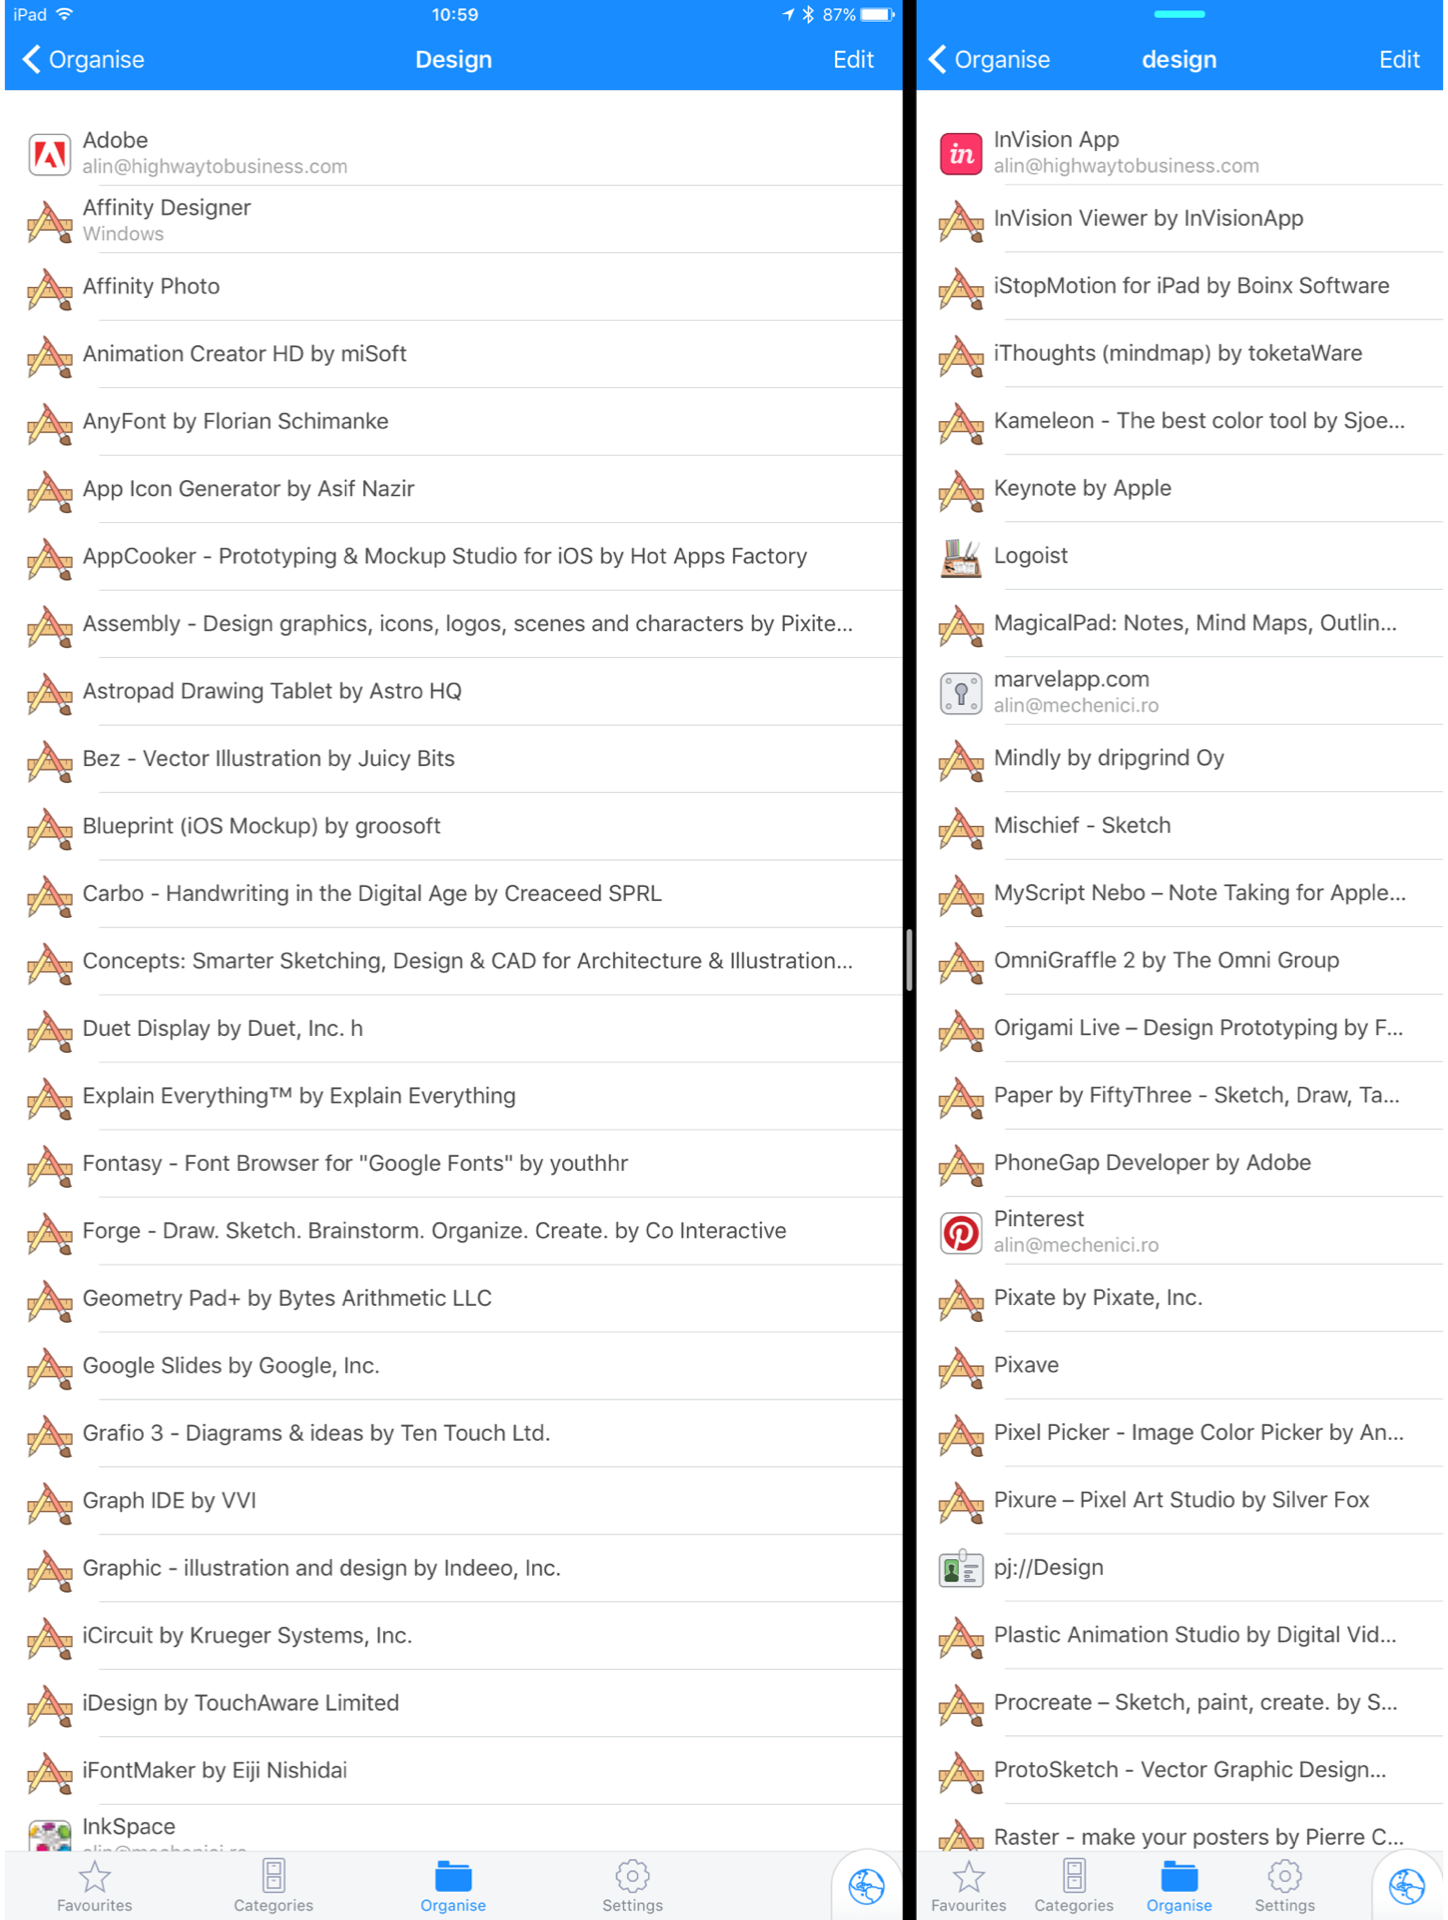 iPad
10:59
87%
Organise
Design
Edit
Adobe
alin@highwaytobusiness.com
Affinity Designer
Windows
Affinity Photo
Animation Creator HD by miSoft
AnyFont by Florian Schimanke
App Icon Generator by Asif Nazir
AppCooker - Prototyping & Mockup Studio for iOS by Hot Apps Factory
Assembly - Design graphics, icons, logos, scenes and characters by Pixite...
Astropad Drawing Tablet by Astro HQ
Bez - Vector Illustration by Juicy Bits
Blueprint (iOS Mockup) by groosoft
Carbo - Handwriting in the Digital Age by Creaceed SPRL
Concepts: Smarter Sketching, Design & CAD for Architecture & Illustration...
Duet Display by Duet, Inc. h
Explain Everything™ by Explain Everything
Fontasy - Font Browser for "Google Fonts" by youthhr
Forge - Draw. Sketch. Brainstorm. Organize. Create. by Co Interactive
Geometry Pad+ by Bytes Arithmetic LLC
Google Slides by Google, Inc.
Grafio 3 - Diagrams & ideas by Ten Touch Ltd.
Graph IDE by VVI
Graphic - illustration and design by Indeeo, Inc.
iCircuit by Krueger Systems, Inc.
iDesign by TouchAware Limited
iFontMaker by Eiji Nishidai
InkSpace
alin@mechenici.ro
Favourites
Categories
Organise
Settings
Organise
design
Edit
in
InVision App
alin@highwaytobusiness.com
InVision Viewer by InVisionApp
iStopMotion for iPad by Boinx Software
iThoughts (mindmap) by toketaWare
Kameleon - The best color tool by Sjoe...
Keynote by Apple
Logoist
MagicalPad: Notes, Mind Maps, Outlin...
marvelapp.com
alin@mechenici.ro
Mindly by dripgrind Oy
Mischief - Sketch
MyScript Nebo – Note Taking for Apple...
OmniGraffle 2 by The Omni Group
Origami Live – Design Prototyping by F...
Paper by FiftyThree - Sketch, Draw, Ta...
PhoneGap Developer by Adobe
Pinterest
alin@mechenici.ro
Pixate by Pixate, Inc.
Pixave
Pixel Picker - Image Color Picker by An...
Pixure – Pixel Art Studio by Silver Fox
pj://Design
Plastic Animation Studio by Digital Vid...
Procreate – Sketch, paint, create. by S...
ProtoSketch - Vector Graphic Design...
Raster - make your posters by Pierre C...
Favourites
Categories
Organise
Settings